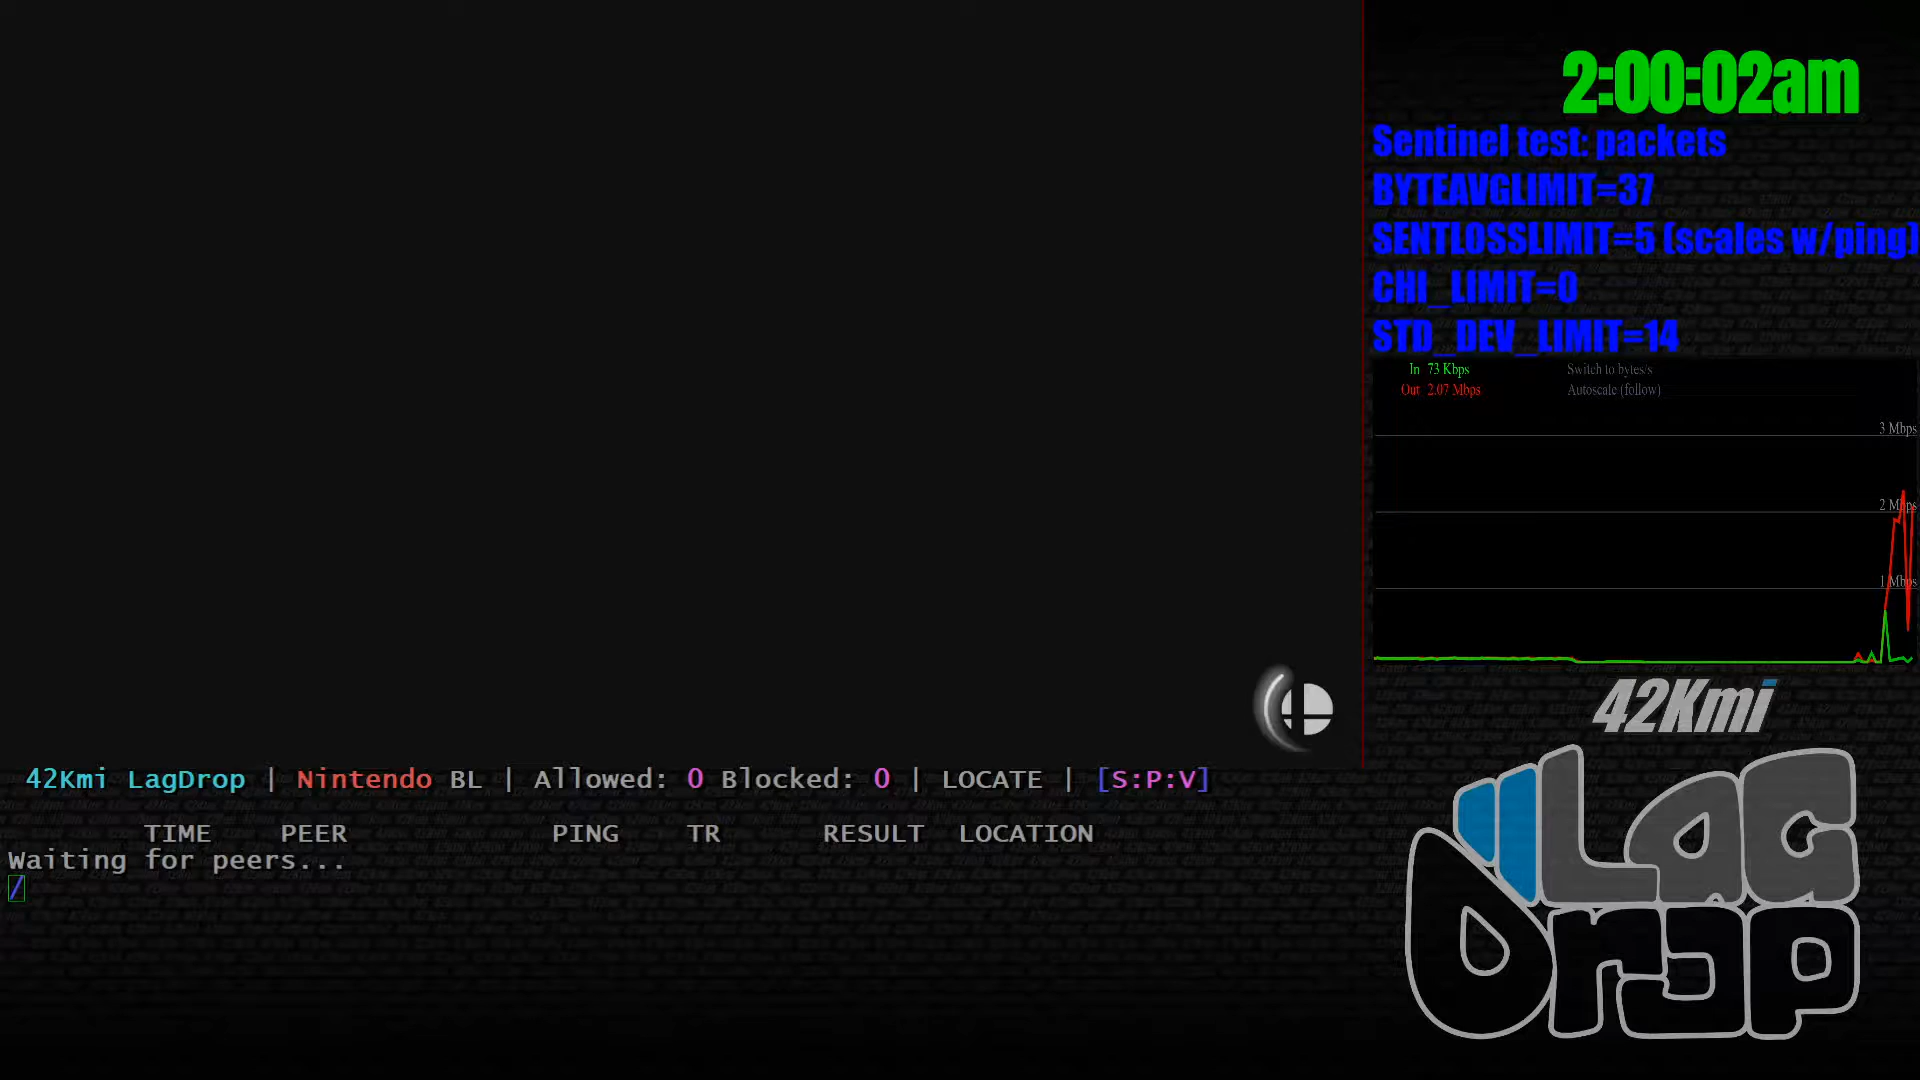 2:00:02am
Sentinel test: packets
BYTEAVGLIMIT=37
SENTLOSSLIMIT=5 (scales w/ping)
CHI_LIMIT=0
STD_DEV_LIMIT=14
In 73 Kbps Switch to bytes/s
Out 2.07 Mbps Autoscale (follow)
3 Mbps
2 Mbps
1 Mbps
42Kmi
LagDrop
42Kmi LagDrop | Nintendo BL | Allowed: 0 Blocked: 0 | LOCATE | [S:P:V]
TIME PEER PING TR RESULT LOCATION
Waiting for peers...
/